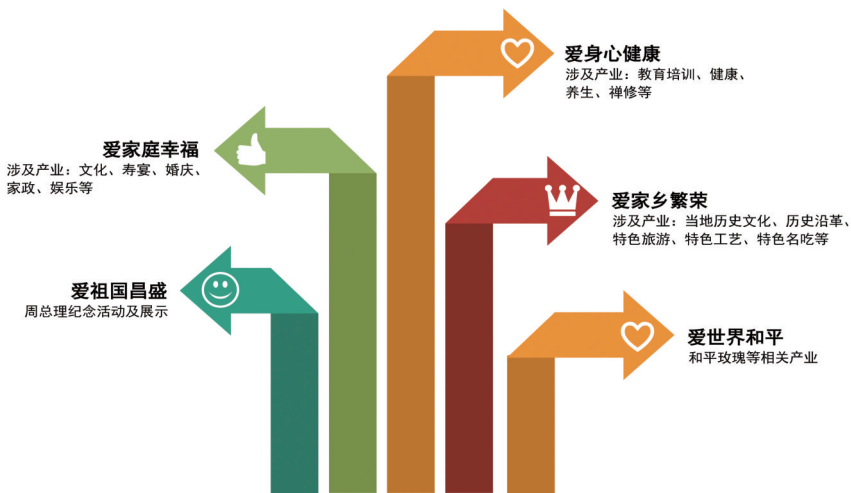 爱身心健康
涉及产业：教育培训、健康、
养生、禅修等
爱家庭幸福
涉及产业：文化、寿宴、婚庆、
家政、娱乐等
爱家乡繁荣
涉及产业：当地历史文化、历史沿革、
特色旅游、特色工艺、特色名吃等
爱祖国昌盛
周总理纪念活动及展示
爱世界和平
和平玫瑰等相关产业